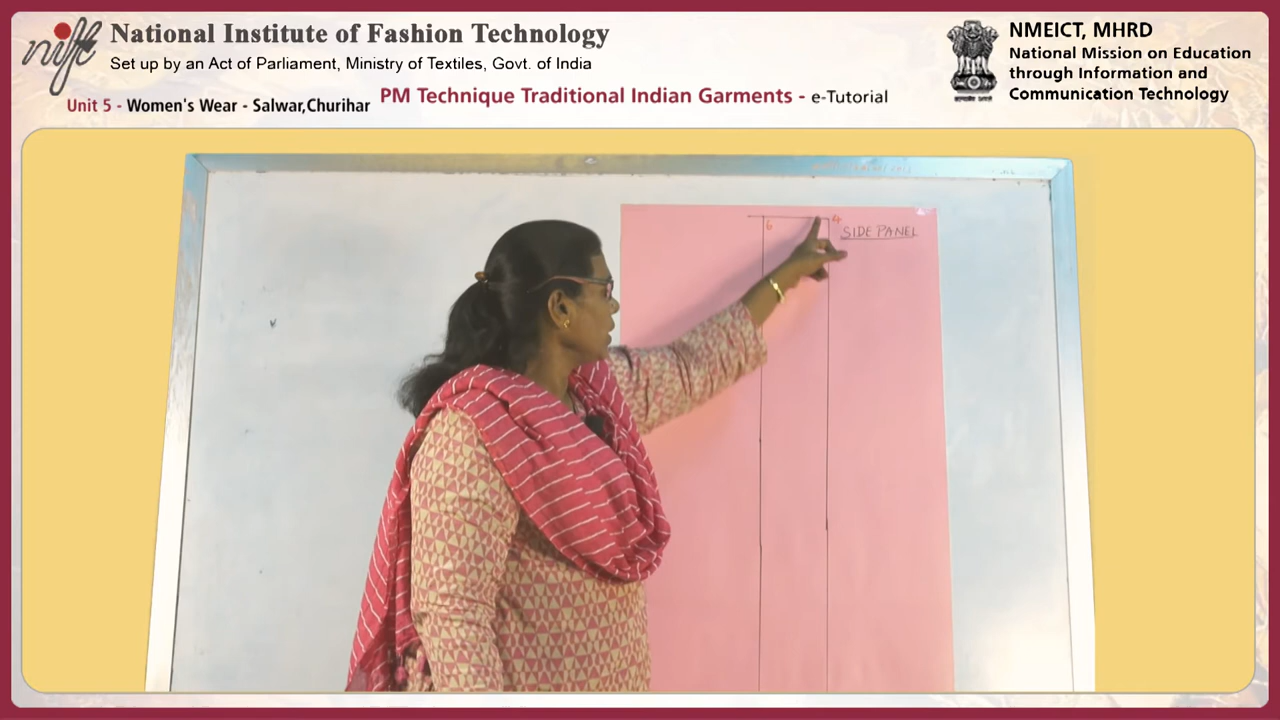 nift
National Institute of Fashion Technology
Set up by an Act of Parliament, Ministry of Textiles, Govt. of India
Unit 5 - Women's Wear - Salwar,Churihar
PM Technique Traditional Indian Garments - e-Tutorial
NMEICT, MHRD
National Mission on Education
through Information and
Communication Technology
6
SIDE PANEL